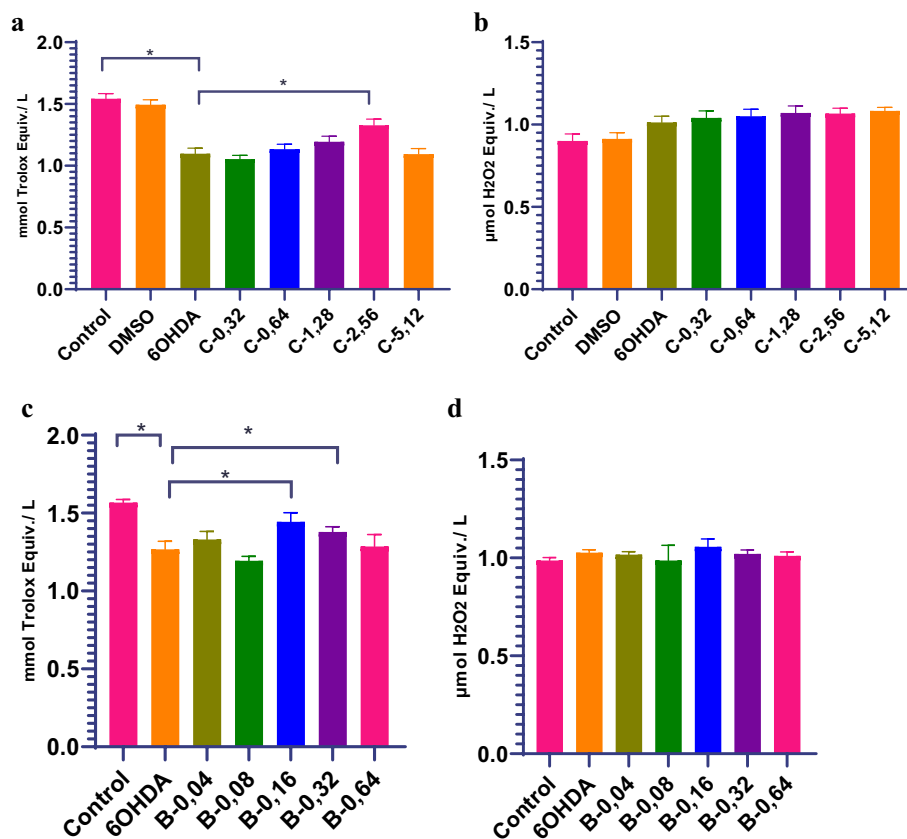 a
mmol Trolox Equiv./ L
2.0
1.5
1.0
0.5
0.0
*
*
Control
DMSO
6OHDA
C-0,32
C-0,64
C-1,28
C-2,56
C-5,12
b
µmol H2O2 Equiv./ L
1.5
1.0
0.5
0.0
Control
DMSO
6OHDA
C-0,32
C-0,64
C-1,28
C-2,56
C-5,12
c
mmol Trolox Equiv./ L
2.0
1.5
1.0
0.5
0.0
*
*
*
Control
6OHDA
B-0,04
B-0,08
B-0,16
B-0,32
B-0,64
d
µmol H2O2 Equiv./ L
1.5
1.0
0.5
0.0
Control
6OHDA
B-0,04
B-0,08
B-0,16
B-0,32
B-0,64